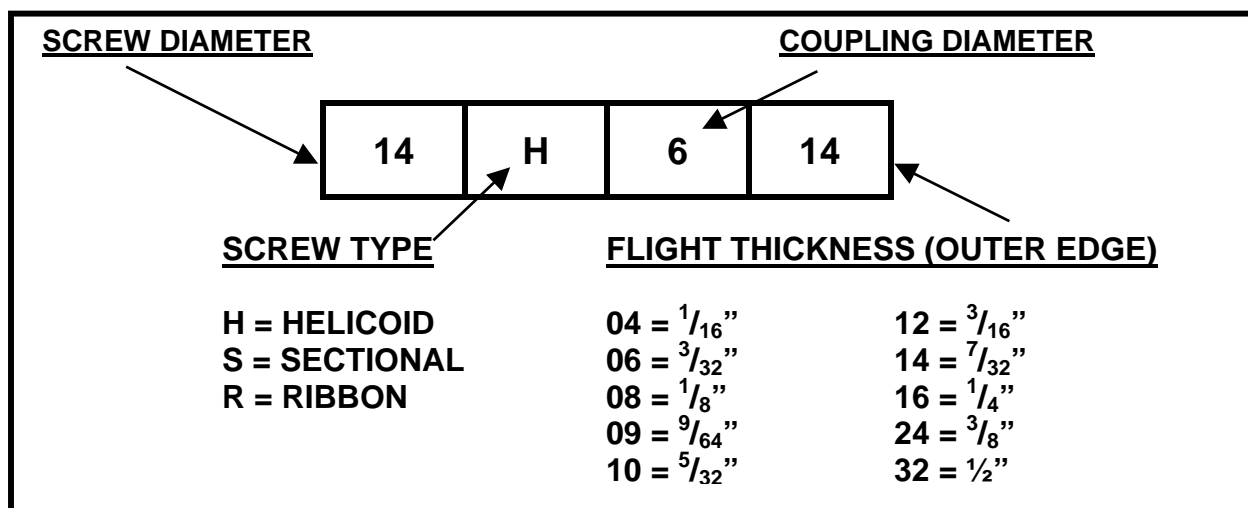 SCREW DIAMETER COUPLING DIAMETER
14 H 6 14
SCREW TYPE FLIGHT THICKNESS (OUTER EDGE)
H = HELICOID 04 = 1/16” 12 = 3/16”
S = SECTIONAL 06 = 3/32” 14 = 7/32”
R = RIBBON 08 = 1/8” 16 = 1/4”
09 = 9/64” 24 = 3/8”
10 = 5/32” 32 = ½”